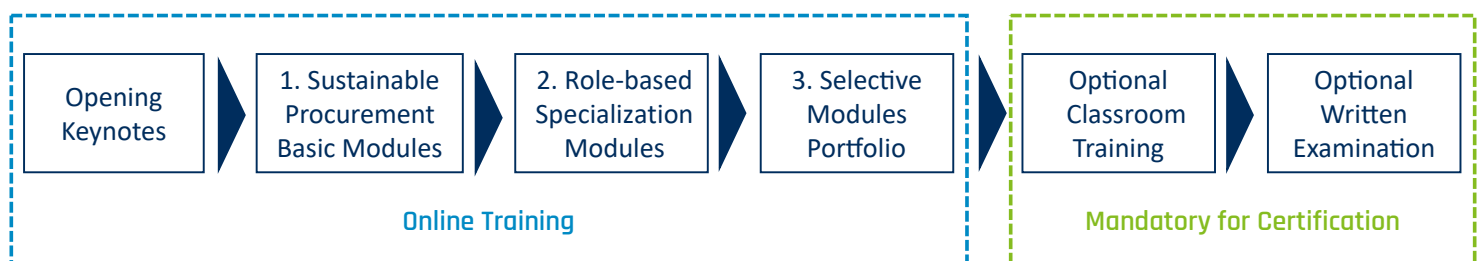 Opening
Keynotes
1. Sustainable
Procurement
Basic Modules
2. Role-based
Specialization
Modules
3. Selective
Modules
Portfolio
Optional
Classroom
Training
Optional
Written
Examination
Online Training
Mandatory for Certification